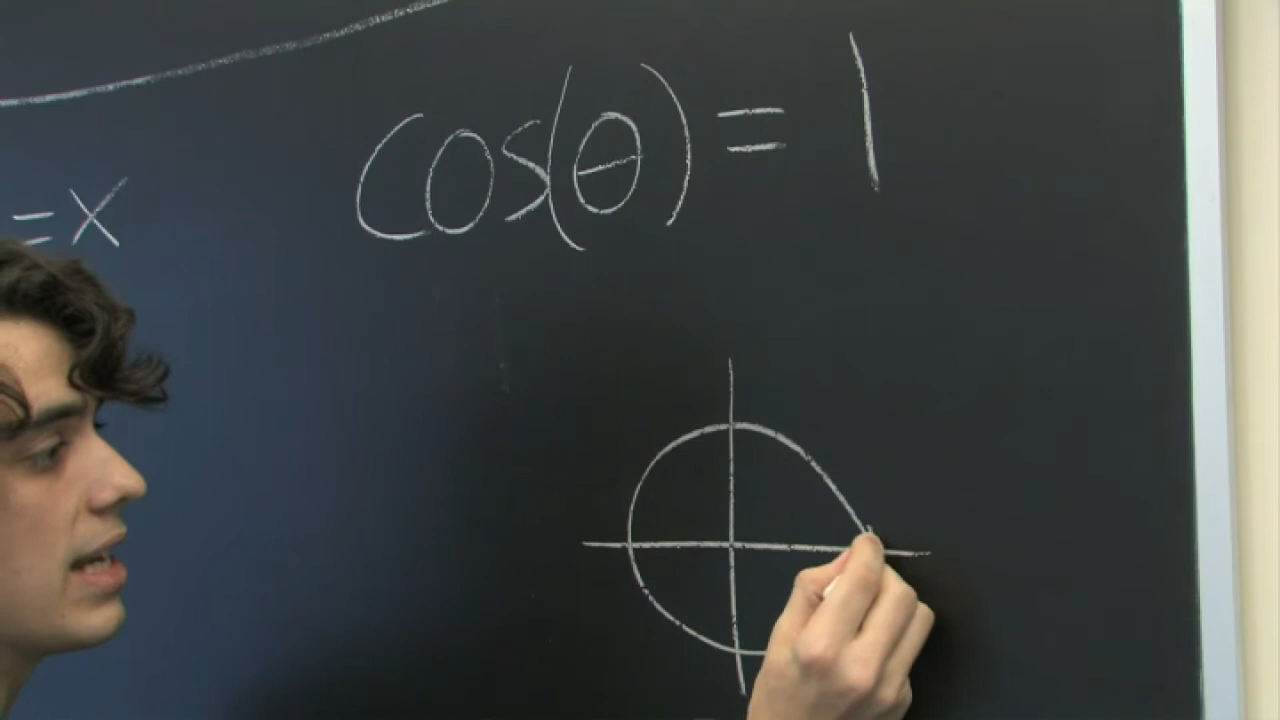 cos(θ) = 1
= x